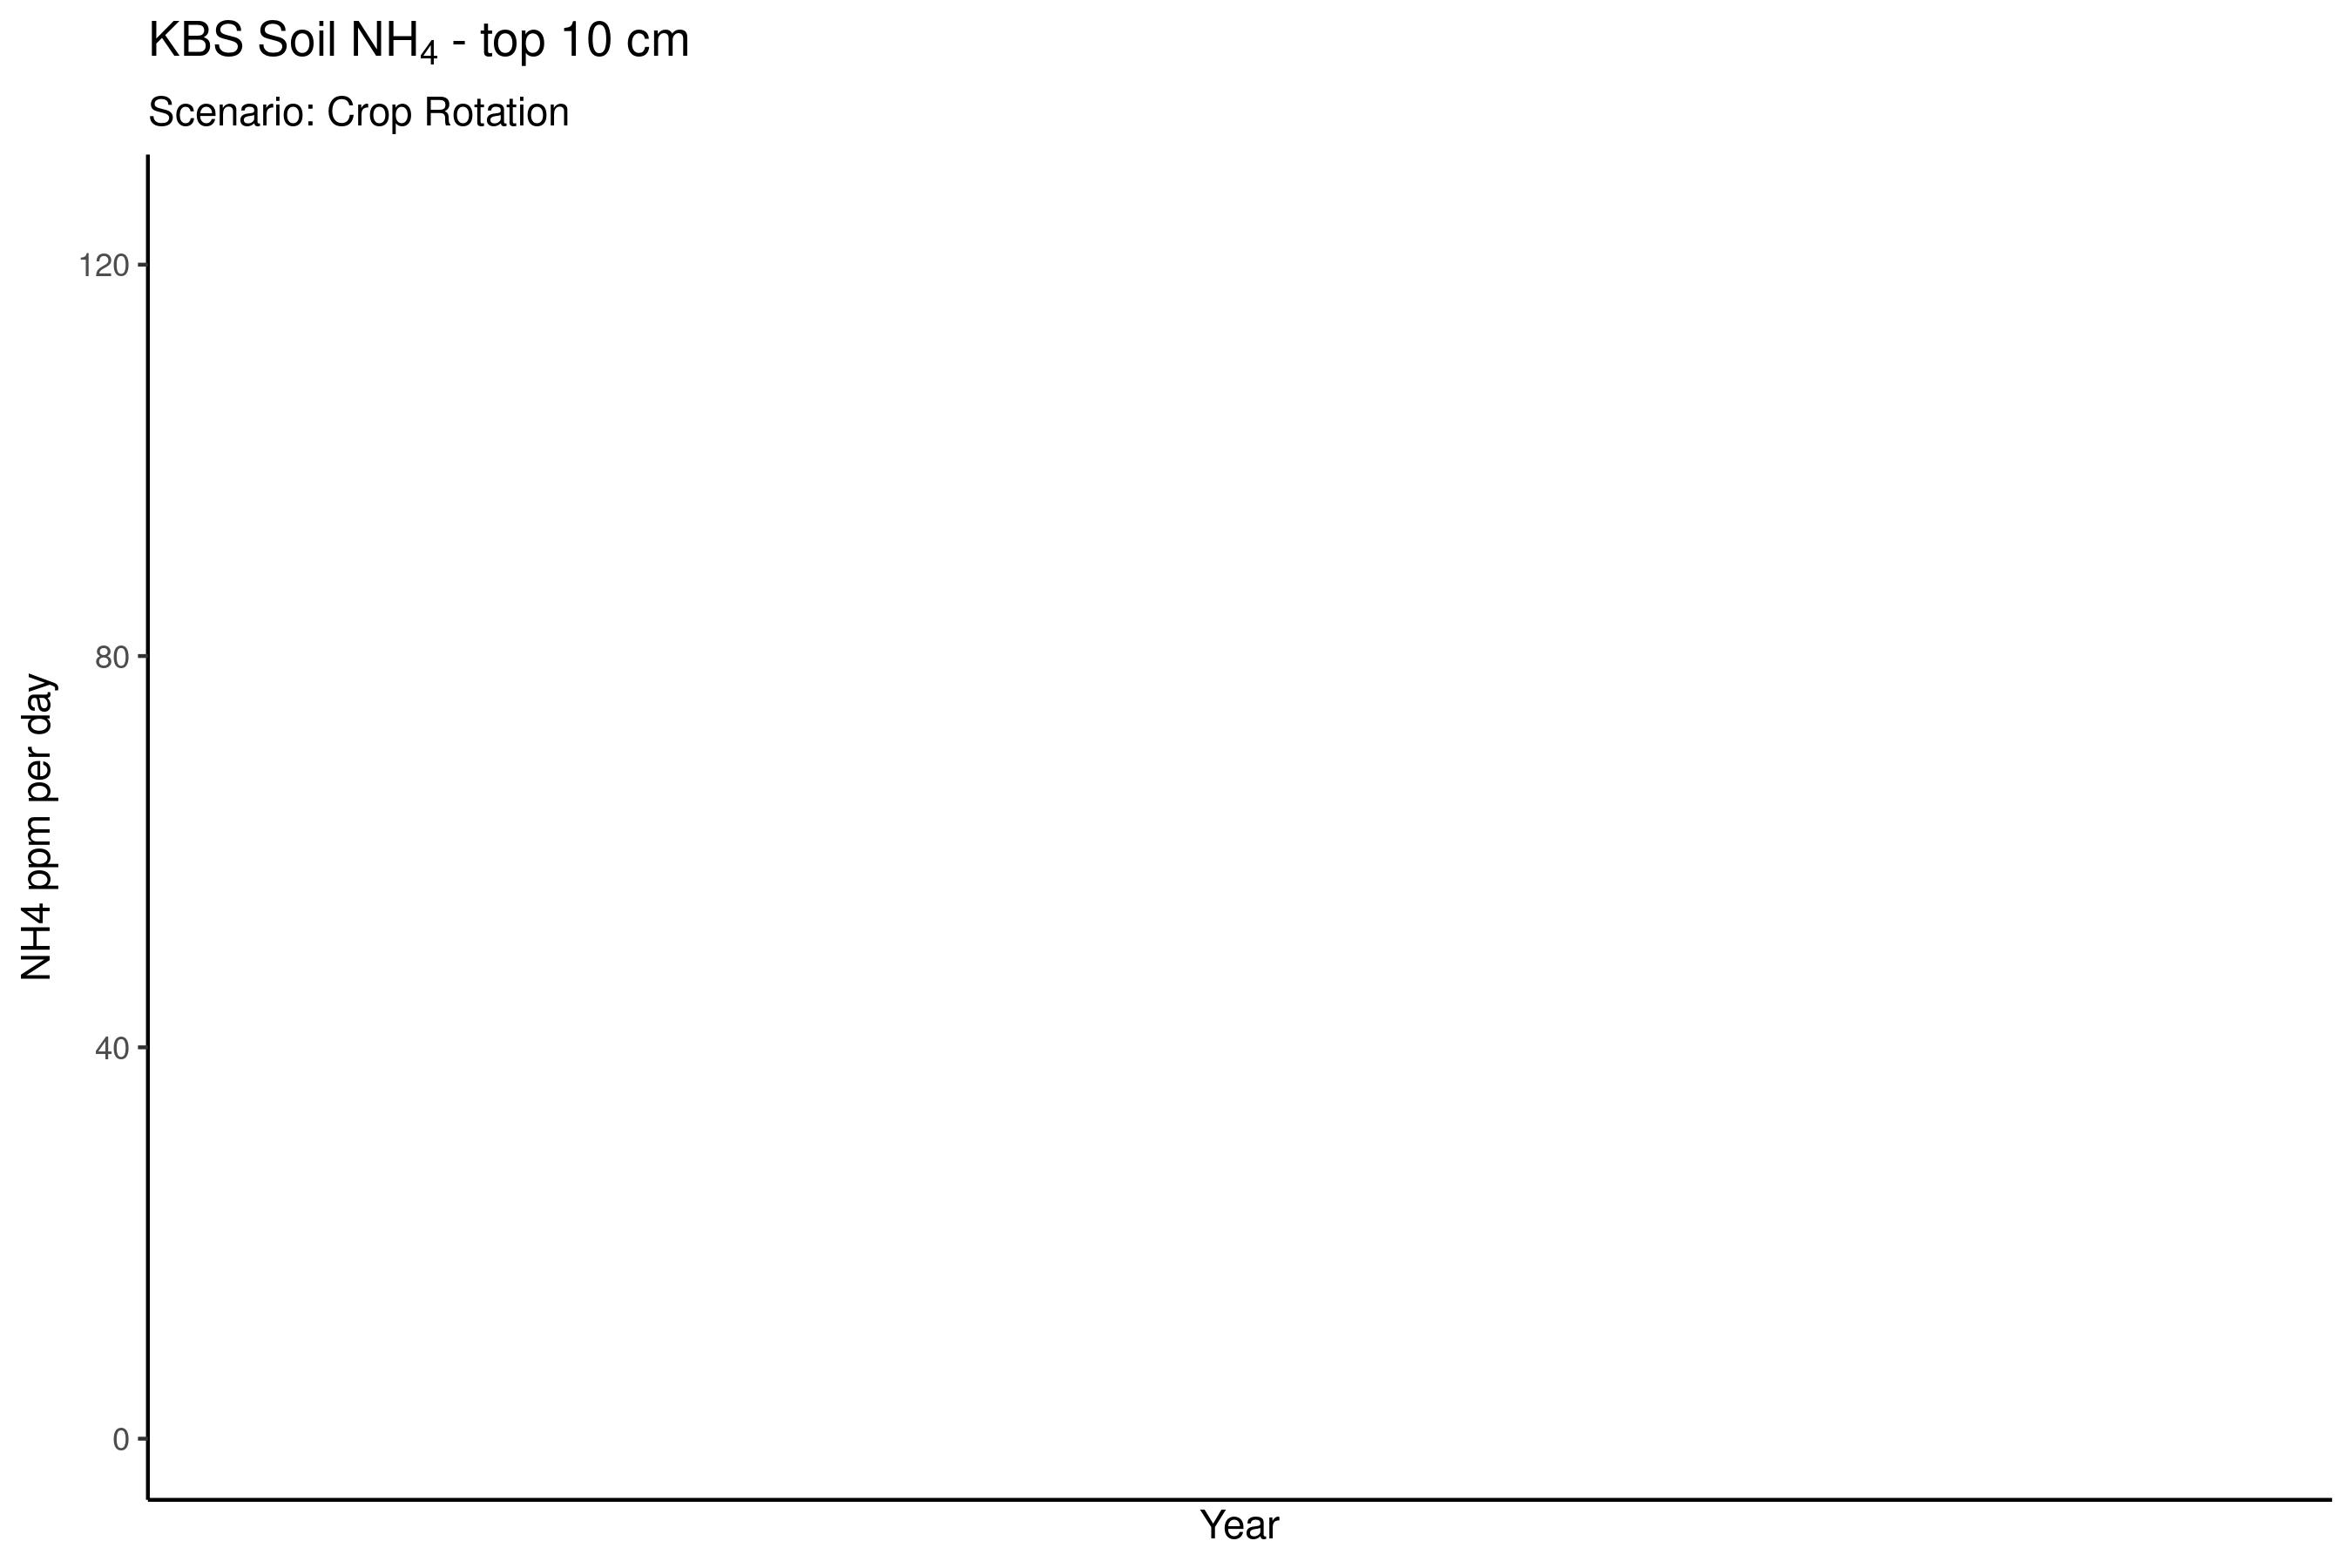 KBS Soil NH₄ - top 10 cm
Scenario: Crop Rotation
120
80
40
0
NH4 ppm per day
Year